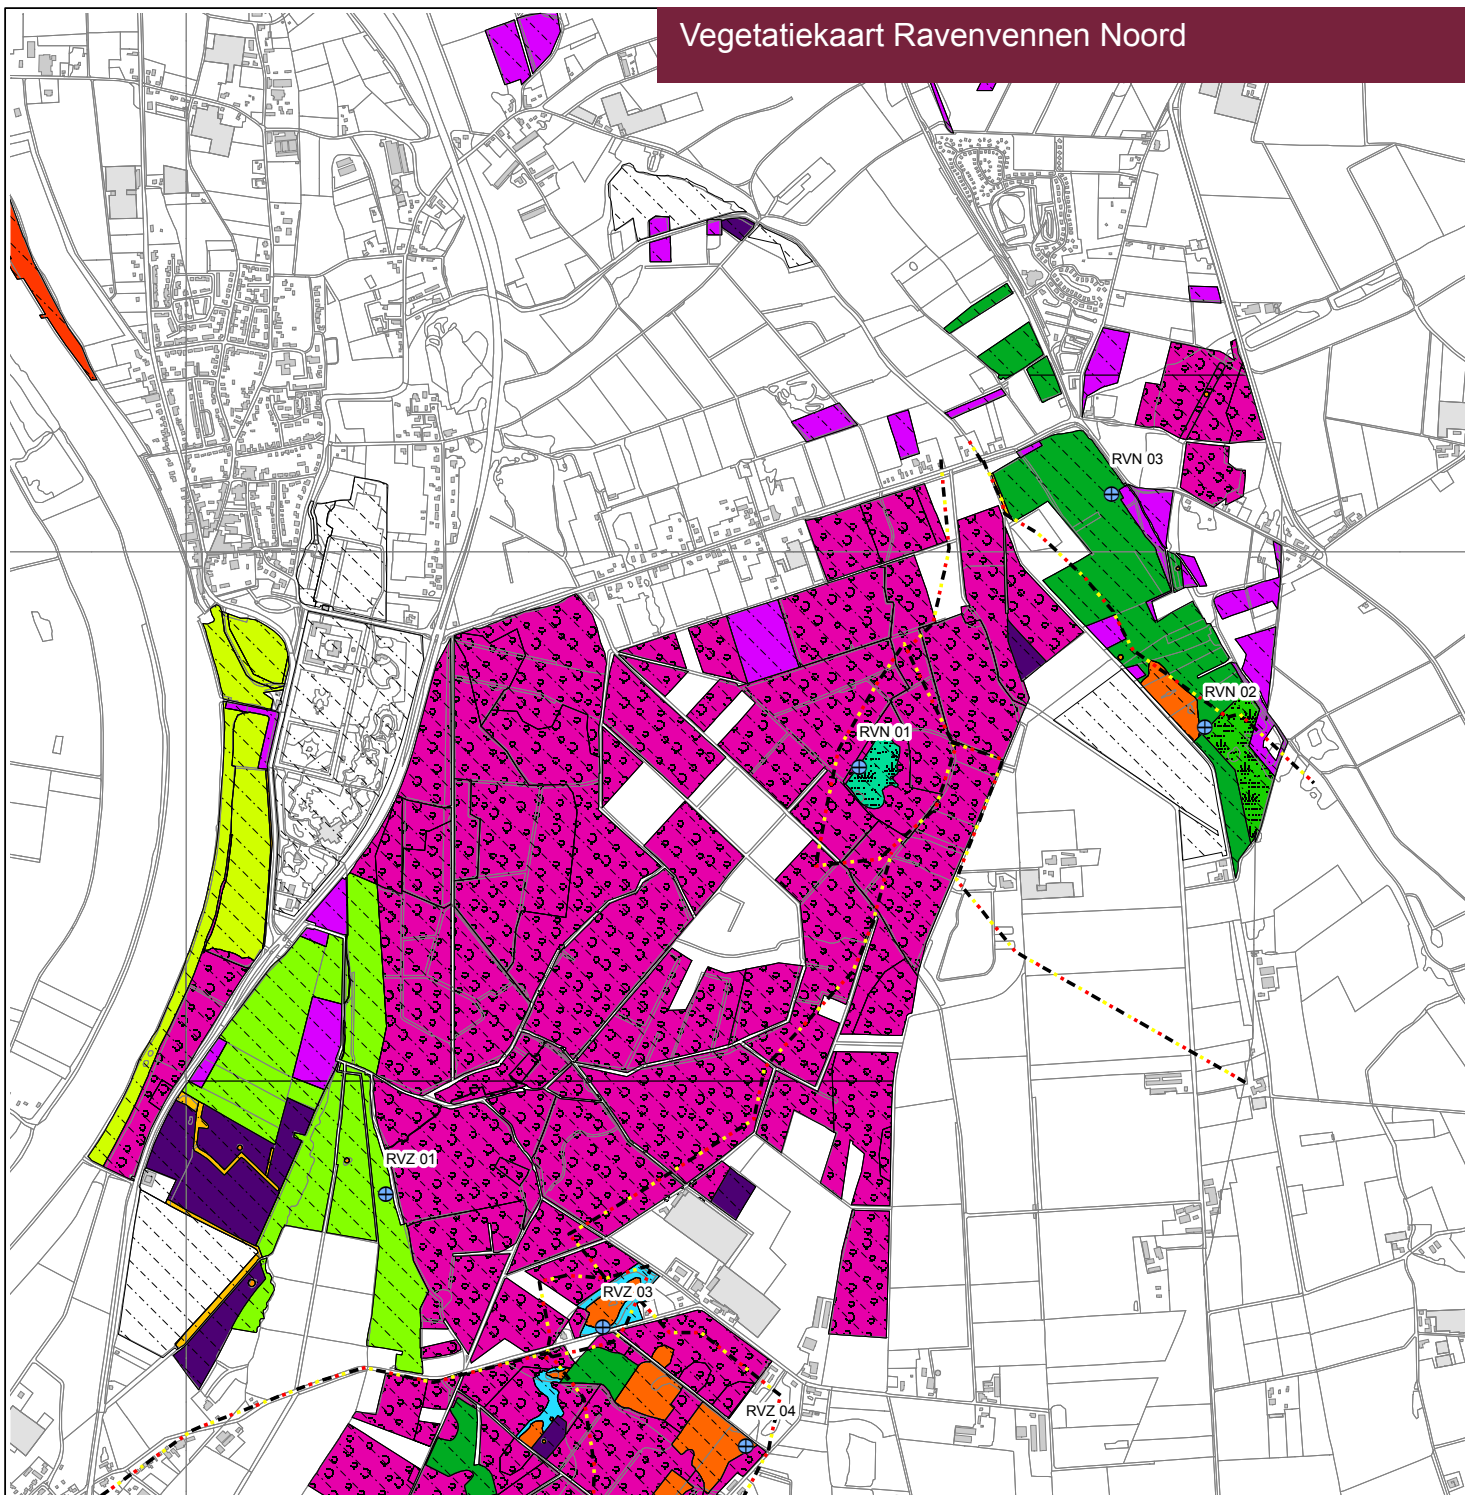 Vegetatiekaart Ravenvennen Noord
RVN 03
RVN 02
RVN 01
RVZ 01
RVZ 03
RVZ 04